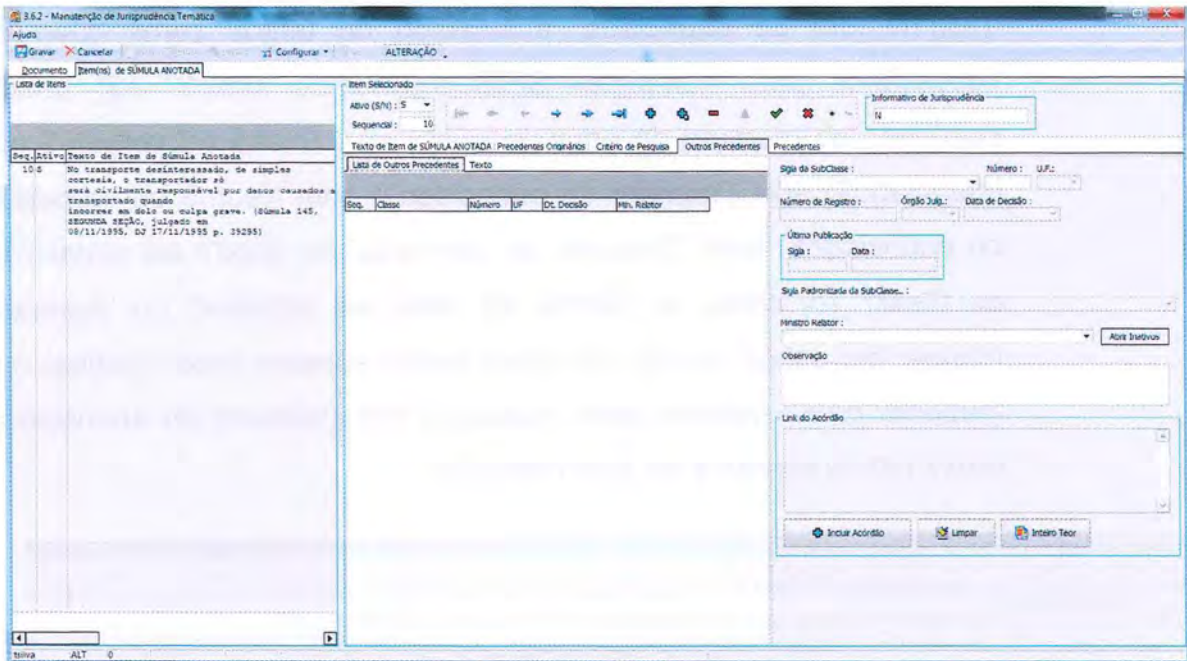 3.6.2 - Manutenção de Jurisprudência Temática
Ajuda
Gravar Cancelar Configurar ALTERAÇÃO
Documento Item(ns) de SÚMULA ANOTADA
Lista de Itens
Seq. Ativo Texto de Item de Súmula Anotada
10 S No transporte desinteressado, de simples
cortesia, o transportador só
será civilmente responsável por danos causados a
transportado quando
incorrer em dolo ou culpa grave. (Súmula 145,
SEGUNDA SEÇÃO, julgado em
08/11/1995, DJ 17/11/1995 p. 39295)
Item Selecionado
Ativo (S/N) : S
Sequencial : 10
Informativo de Jurisprudência
N
Texto de Item de SÚMULA ANOTADA Precedentes Originários Critério de Pesquisa Outros Precedentes Precedentes
Lista de Outros Precedentes Texto
Seq. Classe Número UF Dt. Decisão Min. Relator
Sigla da SubClasse : Número : U.F.:
Número de Registro : Órgão Julg.: Data de Decisão :
Última Publicação
Sigla : Data :
Sigla Padronizada da SubClasse.. :
Ministro Relator :
Abrir Inativos
Observação
Link do Acórdão
Incluir Acórdão Limpar Inteiro Teor
tsilva ALT 0